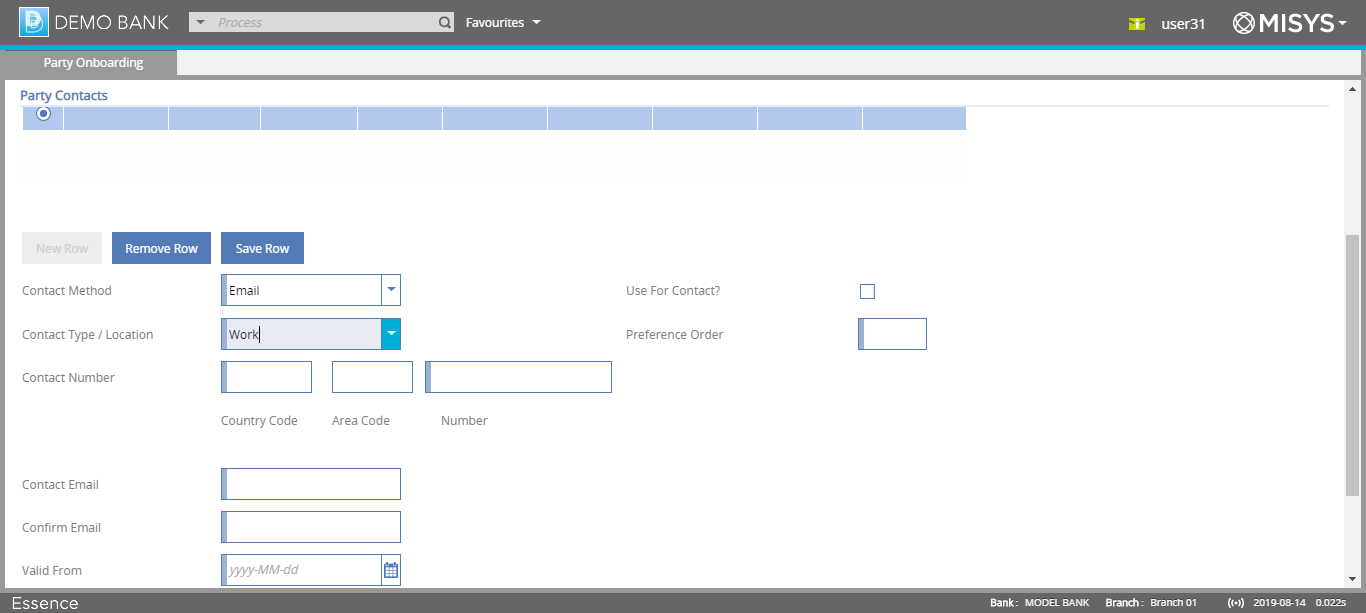 DEMO BANK Process Favourites user31 MISYS
Party Onboarding
Party Contacts
New Row Remove Row Save Row
Contact Method Email Use For Contact?
Contact Type / Location Work Preference Order
Contact Number
Country Code Area Code Number
Contact Email
Confirm Email
Valid From yyyy-MM-dd
Essence Bank : MODEL BANK Branch : Branch 01 2019-08-14 0.022s